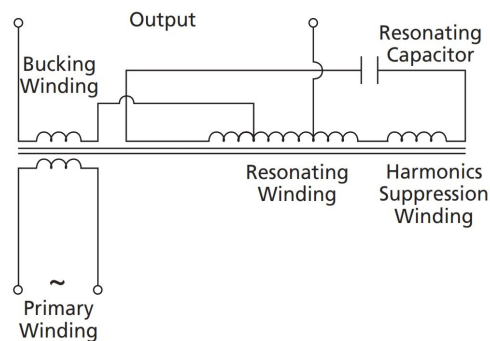 Output
Resonating
Capacitor
Bucking
Winding
Resonating
Winding
Harmonics
Suppression
Winding
~
Primary
Winding